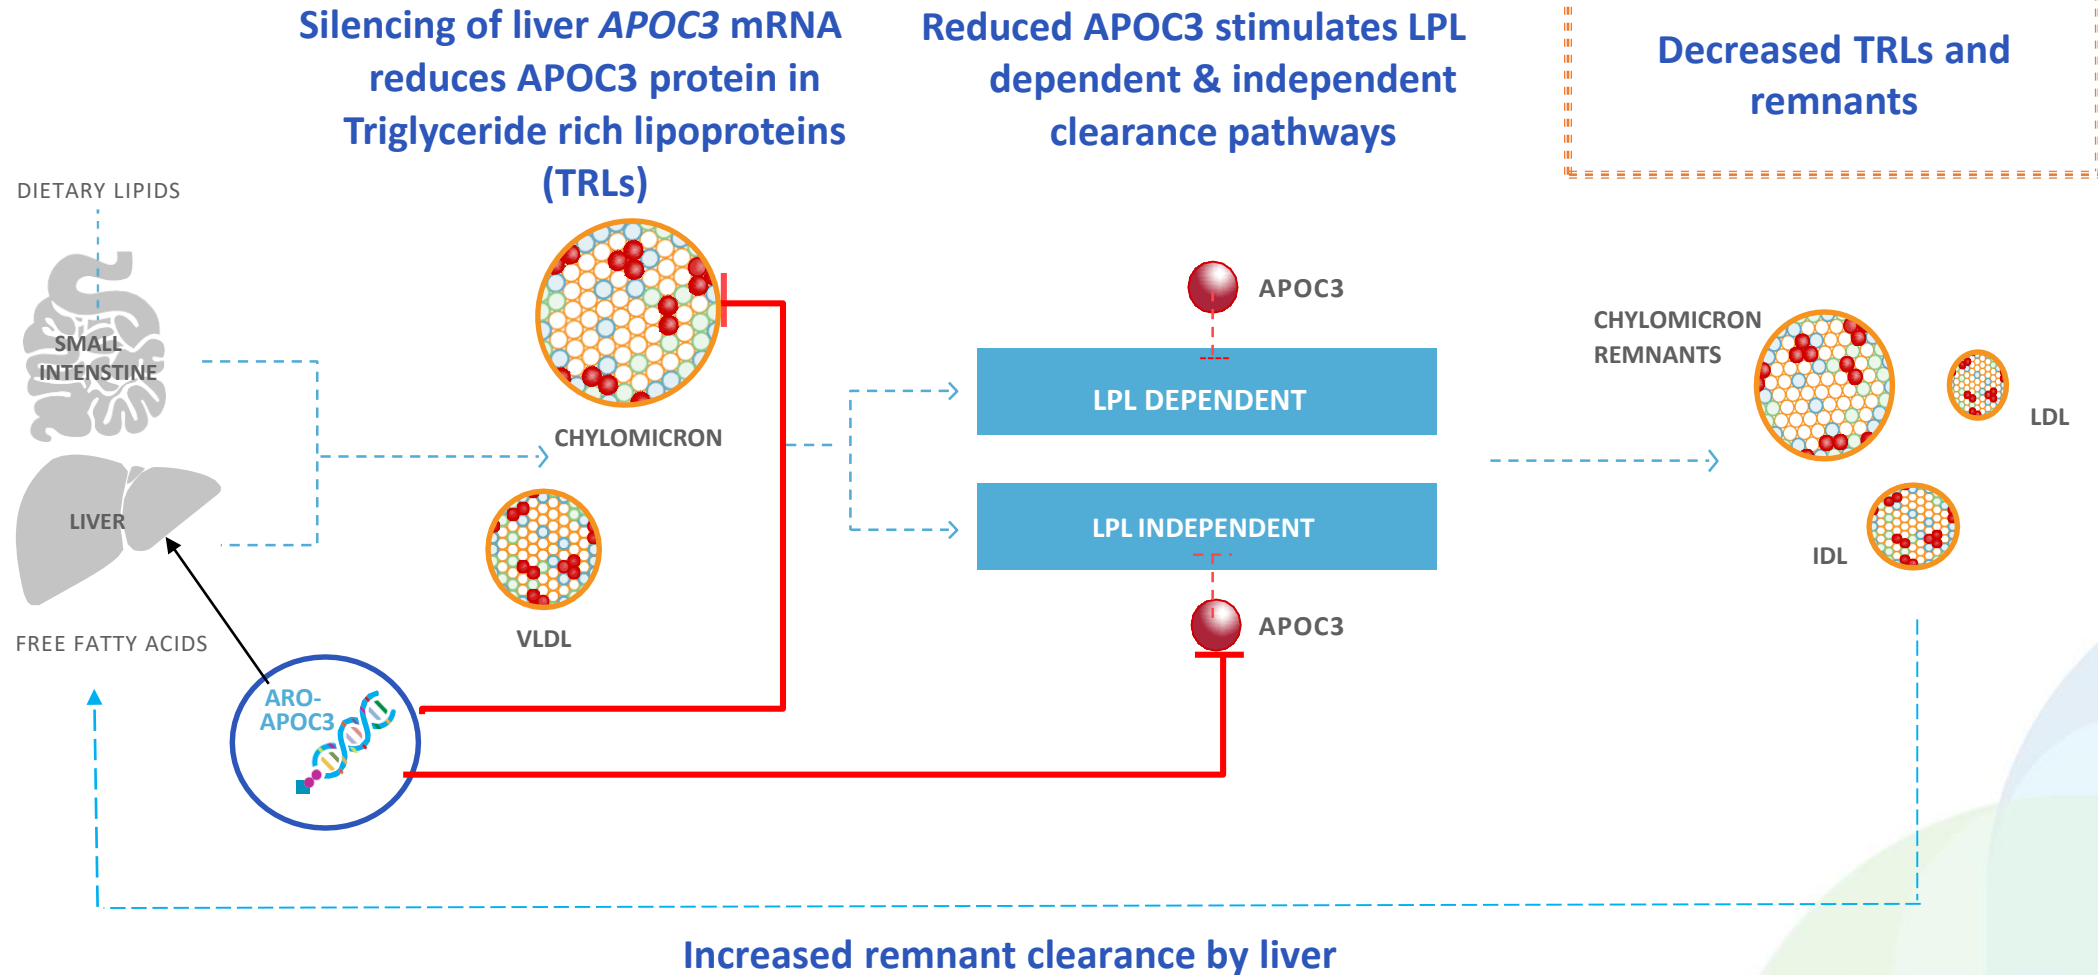 Silencing of liver APOC3 mRNA
reduces APOC3 protein in
Triglyceride rich lipoproteins
(TRLs)
Reduced APOC3 stimulates LPL
dependent & independent
clearance pathways
Decreased TRLs and
remnants
DIETARY LIPIDS
SMALL
INTENSTINE
LIVER
FREE FATTY ACIDS
ARO-
APOC3
CHYLOMICRON
VLDL
APOC3
LPL DEPENDENT
LPL INDEPENDENT
APOC3
CHYLOMICRON
REMNANTS
LDL
IDL
Increased remnant clearance by liver